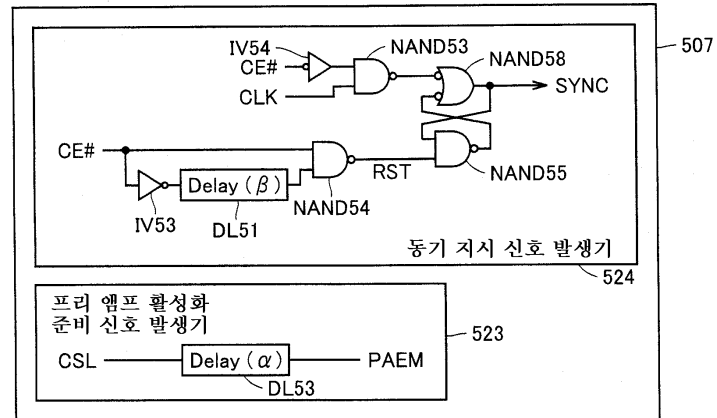 IV54
NAND53
NAND58
507
CE#
CLK
SYNC
CE#
Delay(β)
RST
IV53
DL51
NAND54
NAND55
동기 지시 신호 발생기
524
프리 앰프 활성화
준비 신호 발생기
523
CSL
Delay(α)
PAEM
DL53